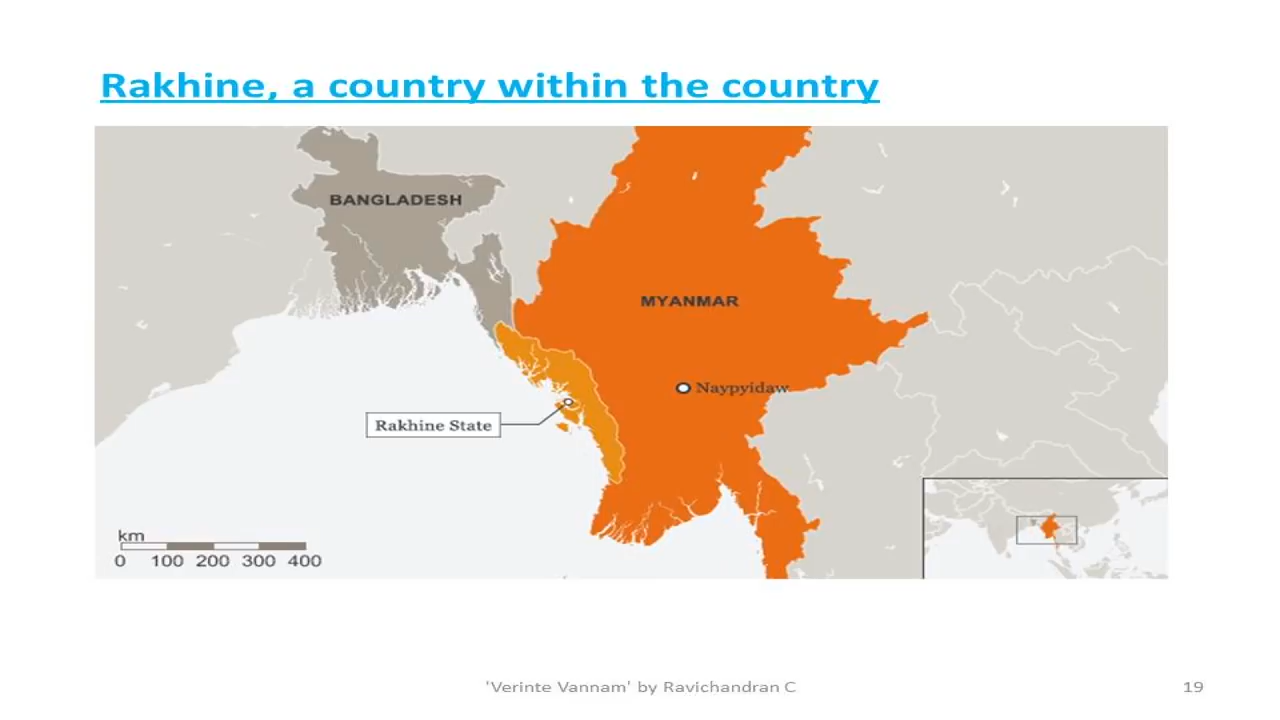 Rakhine, a country within the country
BANGLADESH
MYANMAR
Naypyidaw
Rakhine State
km
0 100 200 300 400
'Verinte Vannam' by Ravichandran C
19